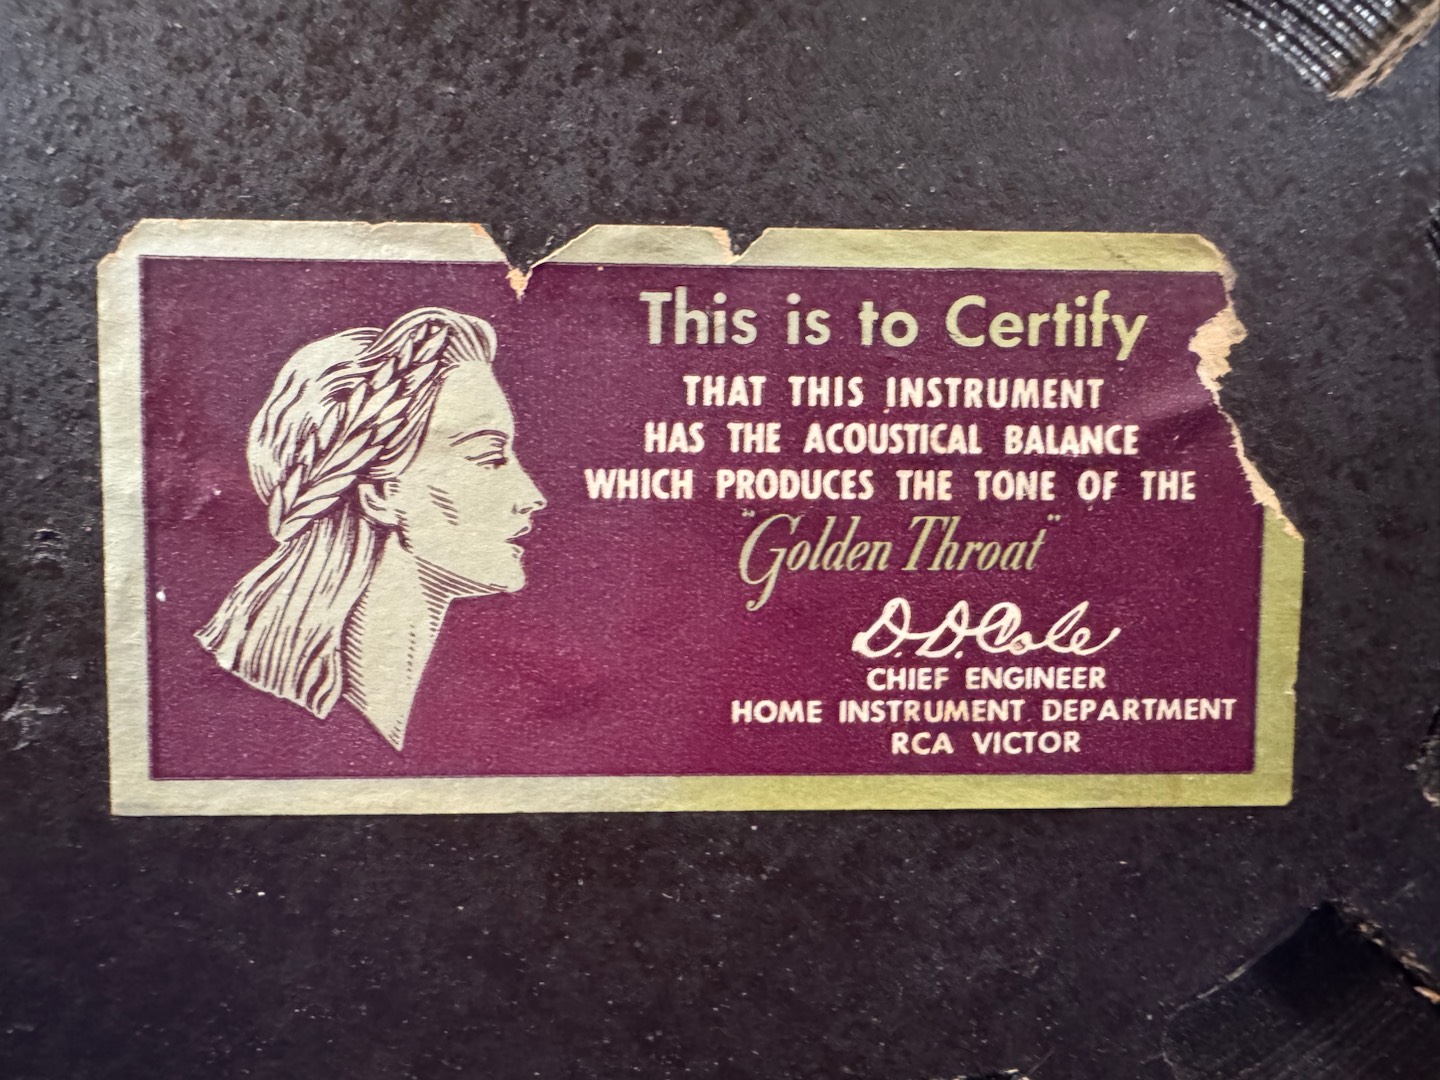 This is to Certify
THAT THIS INSTRUMENT
HAS THE ACOUSTICAL BALANCE
WHICH PRODUCES THE TONE OF THE
"Golden Throat"
D.D.Cole
CHIEF ENGINEER
HOME INSTRUMENT DEPARTMENT
RCA VICTOR